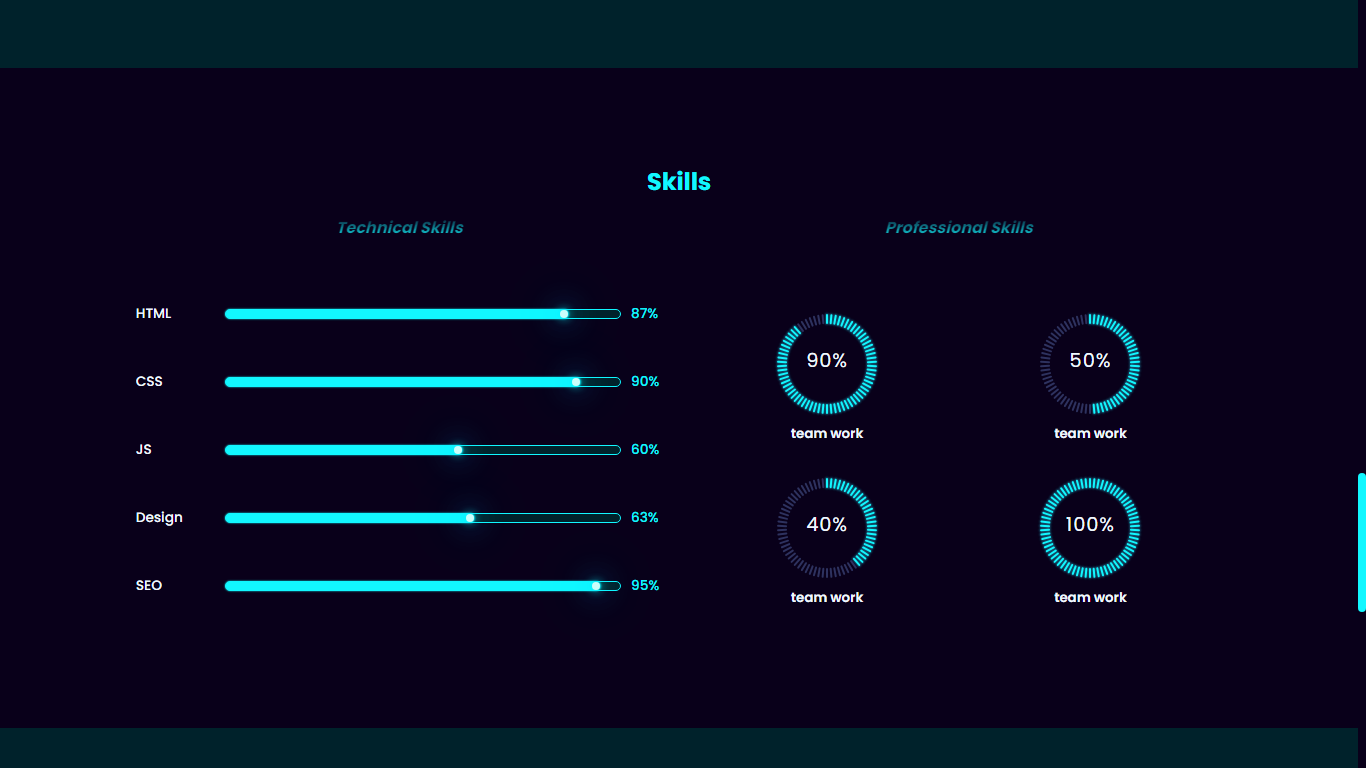 Skills
Technical Skills
HTML 87%
CSS 90%
JS 60%
Design 63%
SEO 95%
Professional Skills
90% 50%
team work team work
40% 100%
team work team work